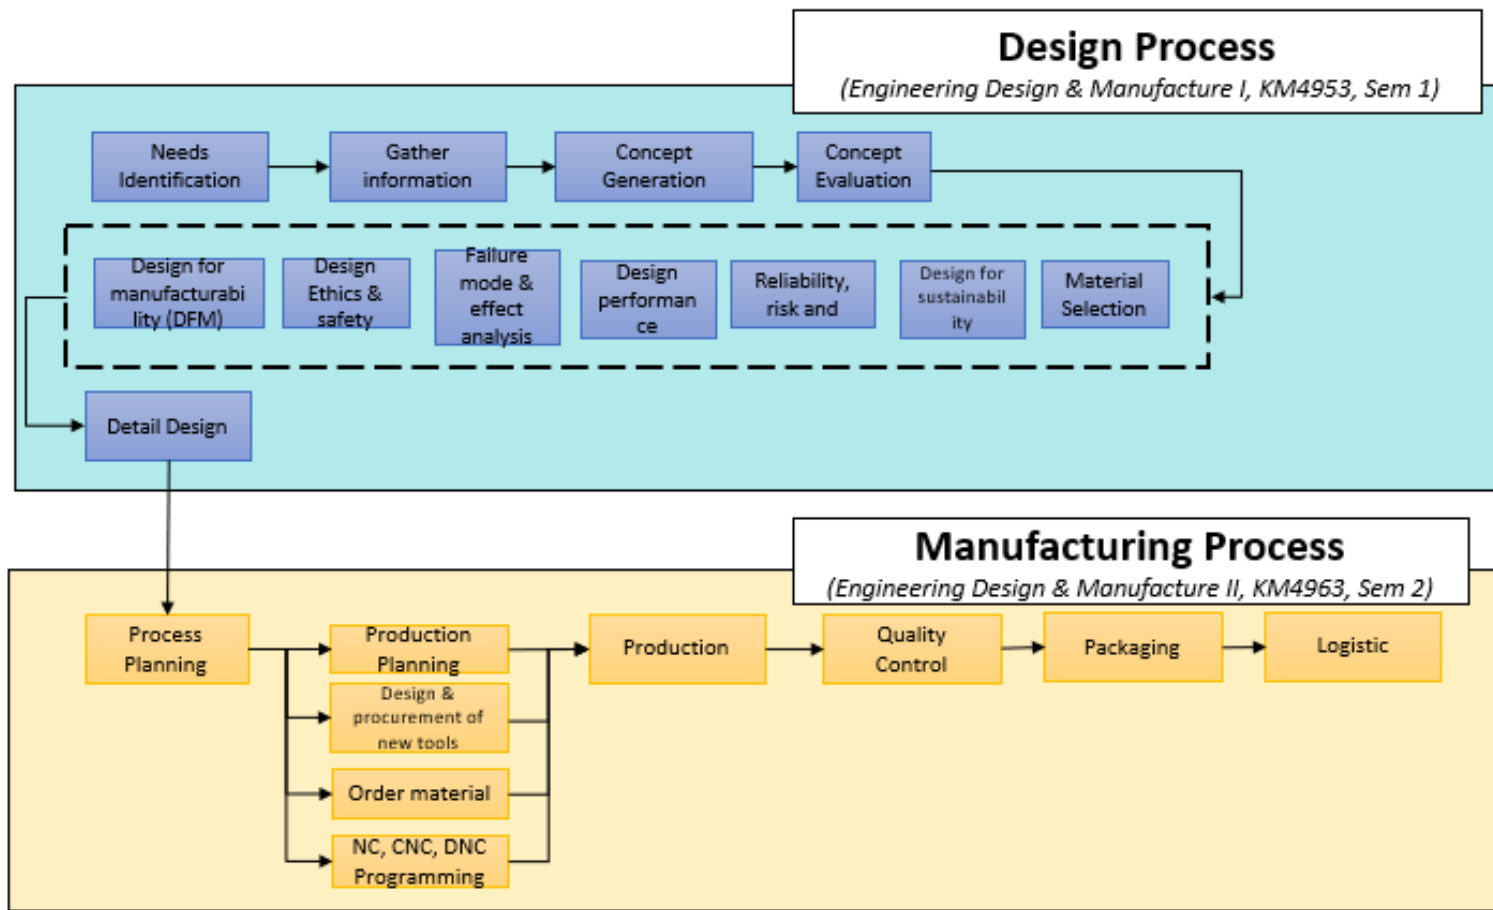 Design Process
(Engineering Design & Manufacture I, KM4953, Sem 1)
Needs
Identification
Gather
information
Concept
Generation
Concept
Evaluation
Design for
manufacturabi
lity (DFM)
Design
Ethics &
safety
Failure
mode &
effect
analysis
Design
performan
ce
Reliability,
risk and
Design for
sustainabil
ity
Material
Selection
Detail Design
Manufacturing Process
(Engineering Design & Manufacture II, KM4963, Sem 2)
Process
Planning
Production
Planning
Design &
procurement of
new tools
Order material
NC, CNC, DNC
Programming
Production
Quality
Control
Packaging
Logistic